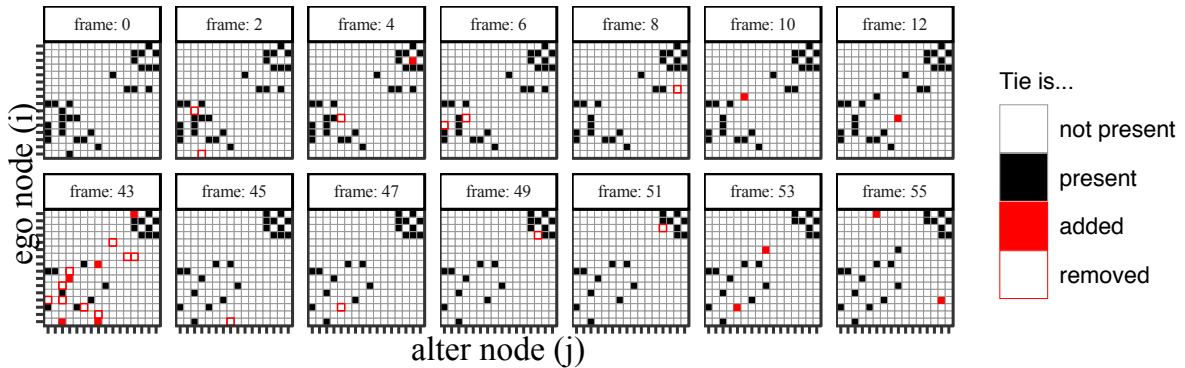 frame: 0
frame: 2
frame: 4
frame: 6
frame: 8
frame: 10
frame: 12
frame: 43
frame: 45
frame: 47
frame: 49
frame: 51
frame: 53
frame: 55
ego node (i)
alter node (j)
Tie is...
not present
present
added
removed